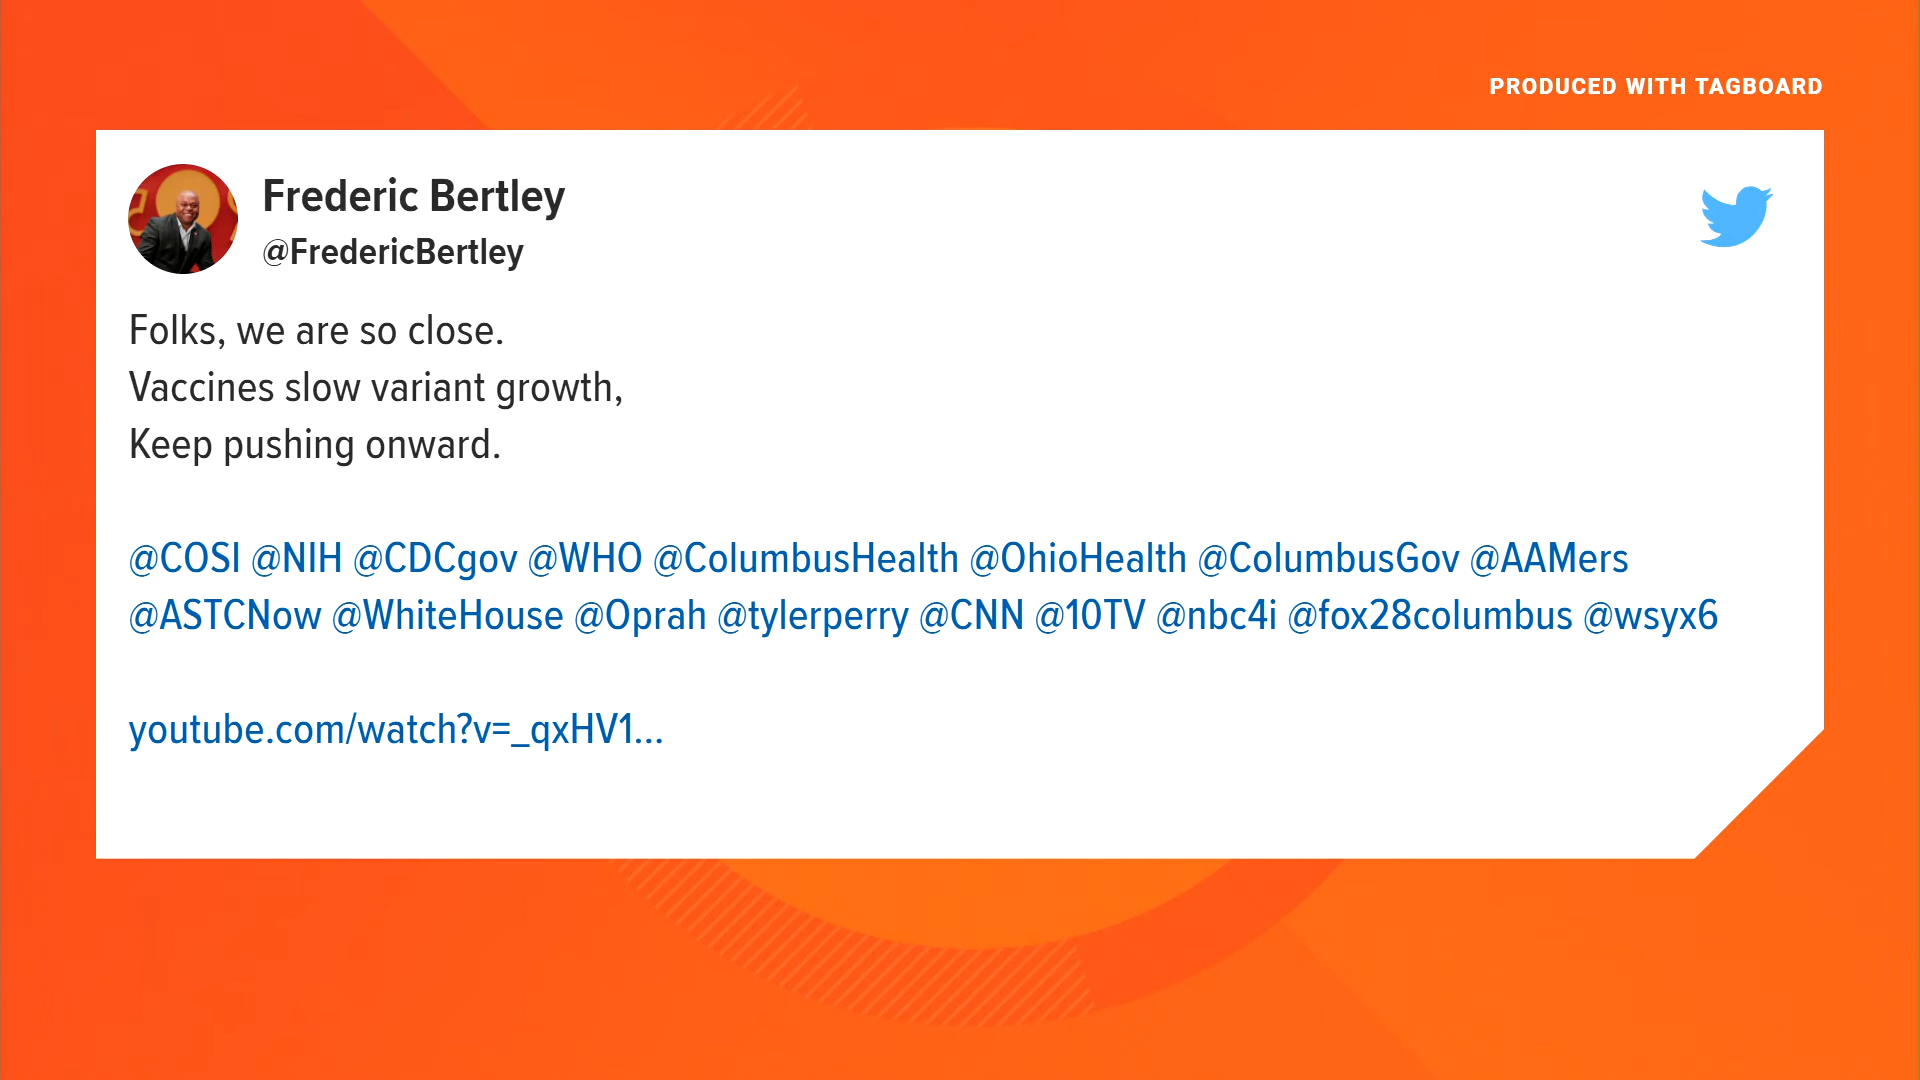 PRODUCED WITH TAGBOARD
Frederic Bertley
@FredericBertley
Folks, we are so close.
Vaccines slow variant growth,
Keep pushing onward.
@COSI @NIH @CDCgov @WHO @ColumbusHealth @OhioHealth @ColumbusGov @AAMers
@ASTCNow @WhiteHouse @Oprah @tylerperry @CNN @10TV @nbc4i @fox28columbus @wsyx6
youtube.com/watch?v=_qxHV1...